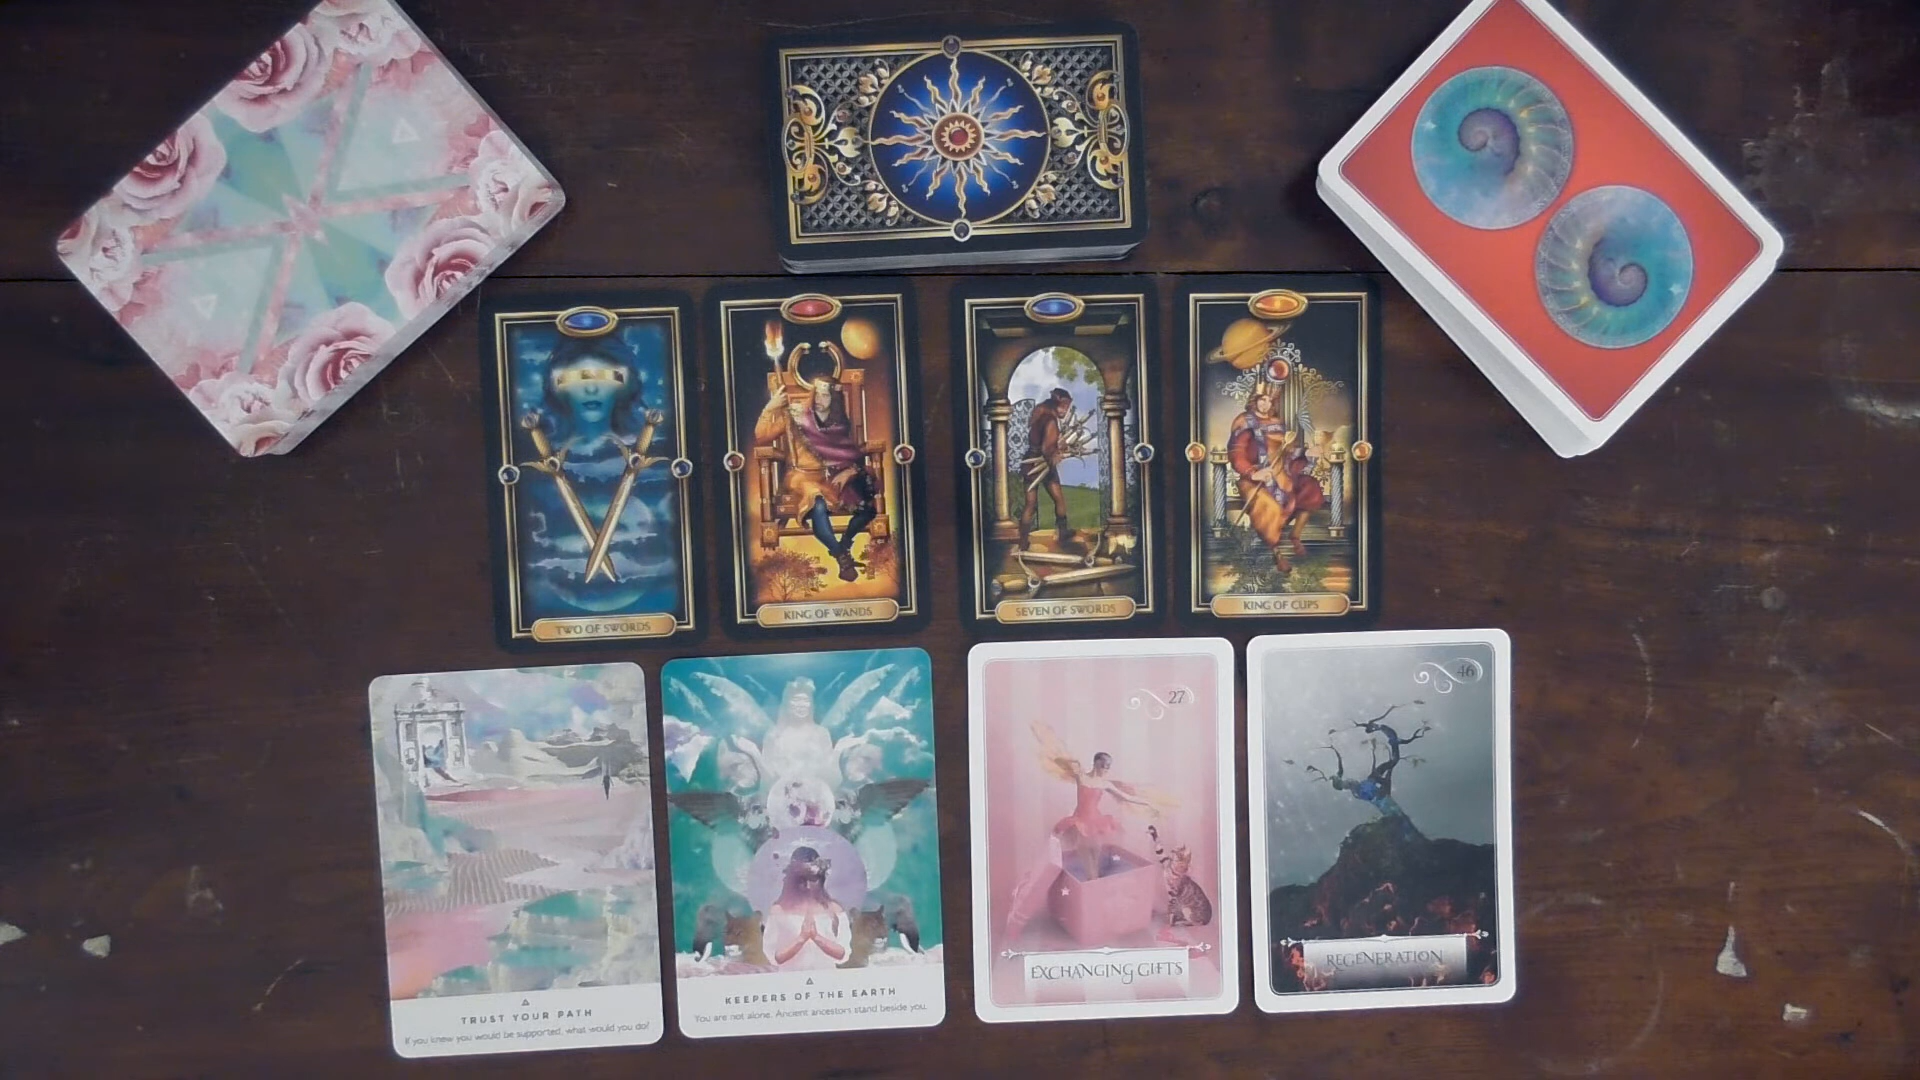 TWO OF SWORDS
KING OF WANDS
SEVEN OF SWORDS
KING OF CUPS
TRUST YOUR PATH
If you knew you would be supported, what would you do?
KEEPERS OF THE EARTH
You are not alone. Ancient ancestors stand beside you.
27
EXCHANGING GIFTS
46
REGENERATION